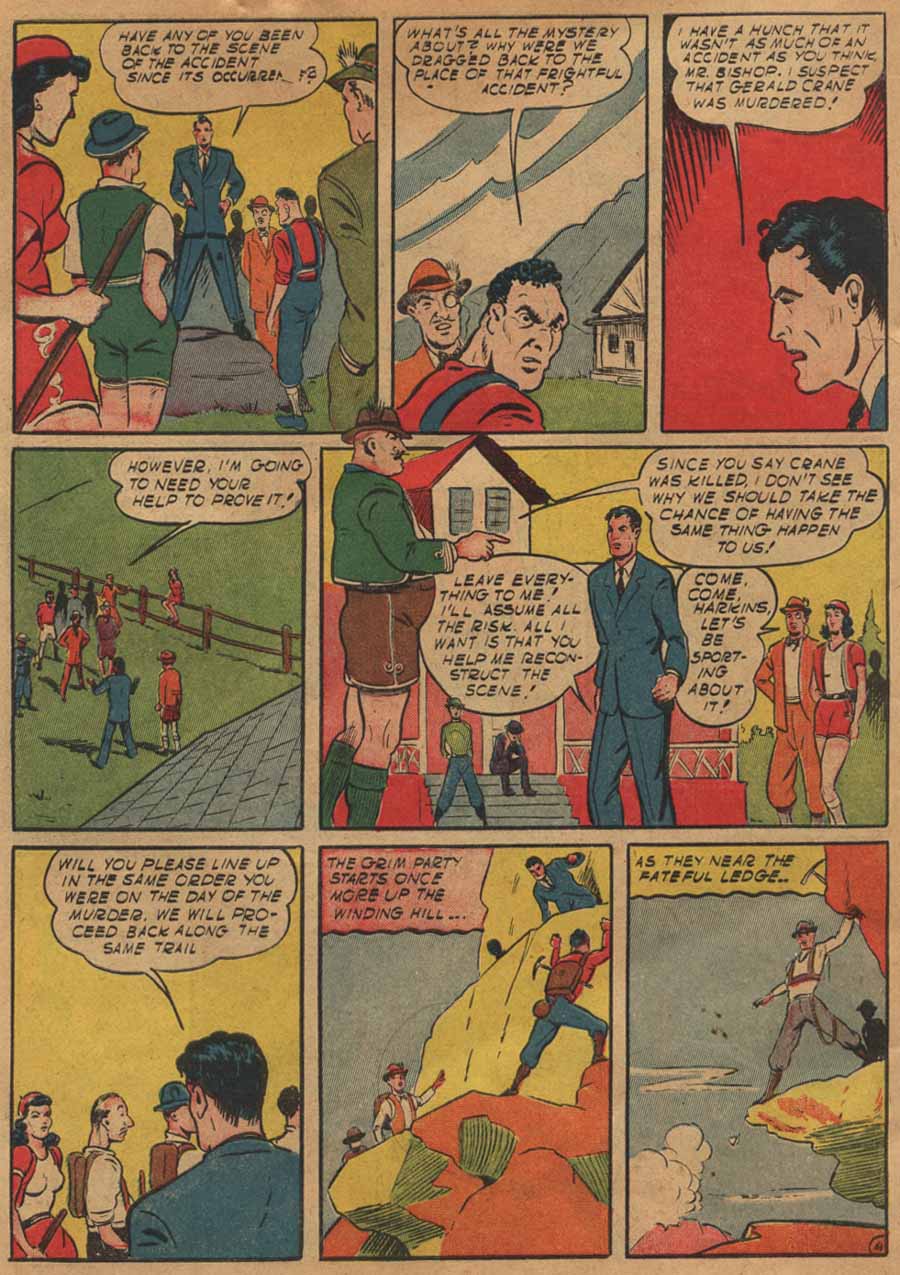 HAVE ANY OF YOU BEEN
BACK TO THE SCENE
OF THE ACCIDENT
SINCE ITS
WHAT'S ALL THE MYSTERY
ABOUT? WHY WERE WE
DRAGGED BACK TO THE
PLACE OF THAT FRIGHTFUL
ACCIDENT?
I HAVE A HUNCH THAT IT
WASN'T AS MUCH OF AN
ACCIDENT AS YOU THINK,
MR. BISHOP. I SUSPECT
THAT GERALD CRANE
WAS MURDERED!
HOWEVER, I'M GOING
TO NEED YOUR
HELP TO PROVE IT!
SINCE YOU SAY CRANE
WAS KILLED, I DON'T SEE
WHY WE SHOULD TAKE THE
CHANCE OF HAVING THE
SAME THING HAPPEN
TO US!
LEAVE EVERY-
THING TO ME!
I'LL ASSUME ALL
THE RISK. ALL I
WANT IS THAT YOU
HELP ME RECON-
STRUCT THE
SCENE!
COME,
COME,
HARKINS,
LET'S
BE
SPORT-
ING
ABOUT
IT!
WILL YOU PLEASE LINE UP
IN THE SAME ORDER YOU
WERE ON THE DAY OF THE
MURDER. WE WILL PRO-
CEED BACK ALONG THE
SAME TRAIL
THE GRIM PARTY
STARTS ONCE
MORE UP THE
WINDING HILL...
AS THEY NEAR THE
FATEFUL LEDGE..